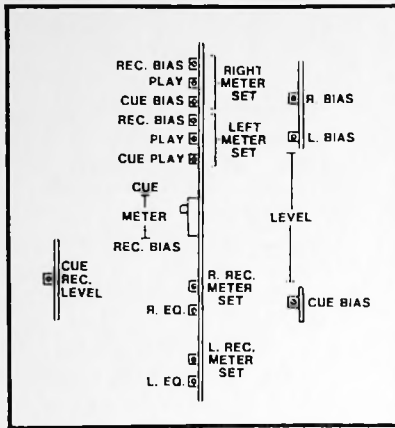 REC. BIAS
PLAY
CUE BIAS
RIGHT
METER
SET
REC. BIAS
PLAY
CUE PLAY
LEFT
METER
SET
CUE
METER
REC. BIAS
R. BIAS
L. BIAS
LEVEL
CUE BIAS
CUE
REC.
LEVEL
R. REC.
METER
SET
R. EQ.
L. REC.
METER
SET
L. EQ.